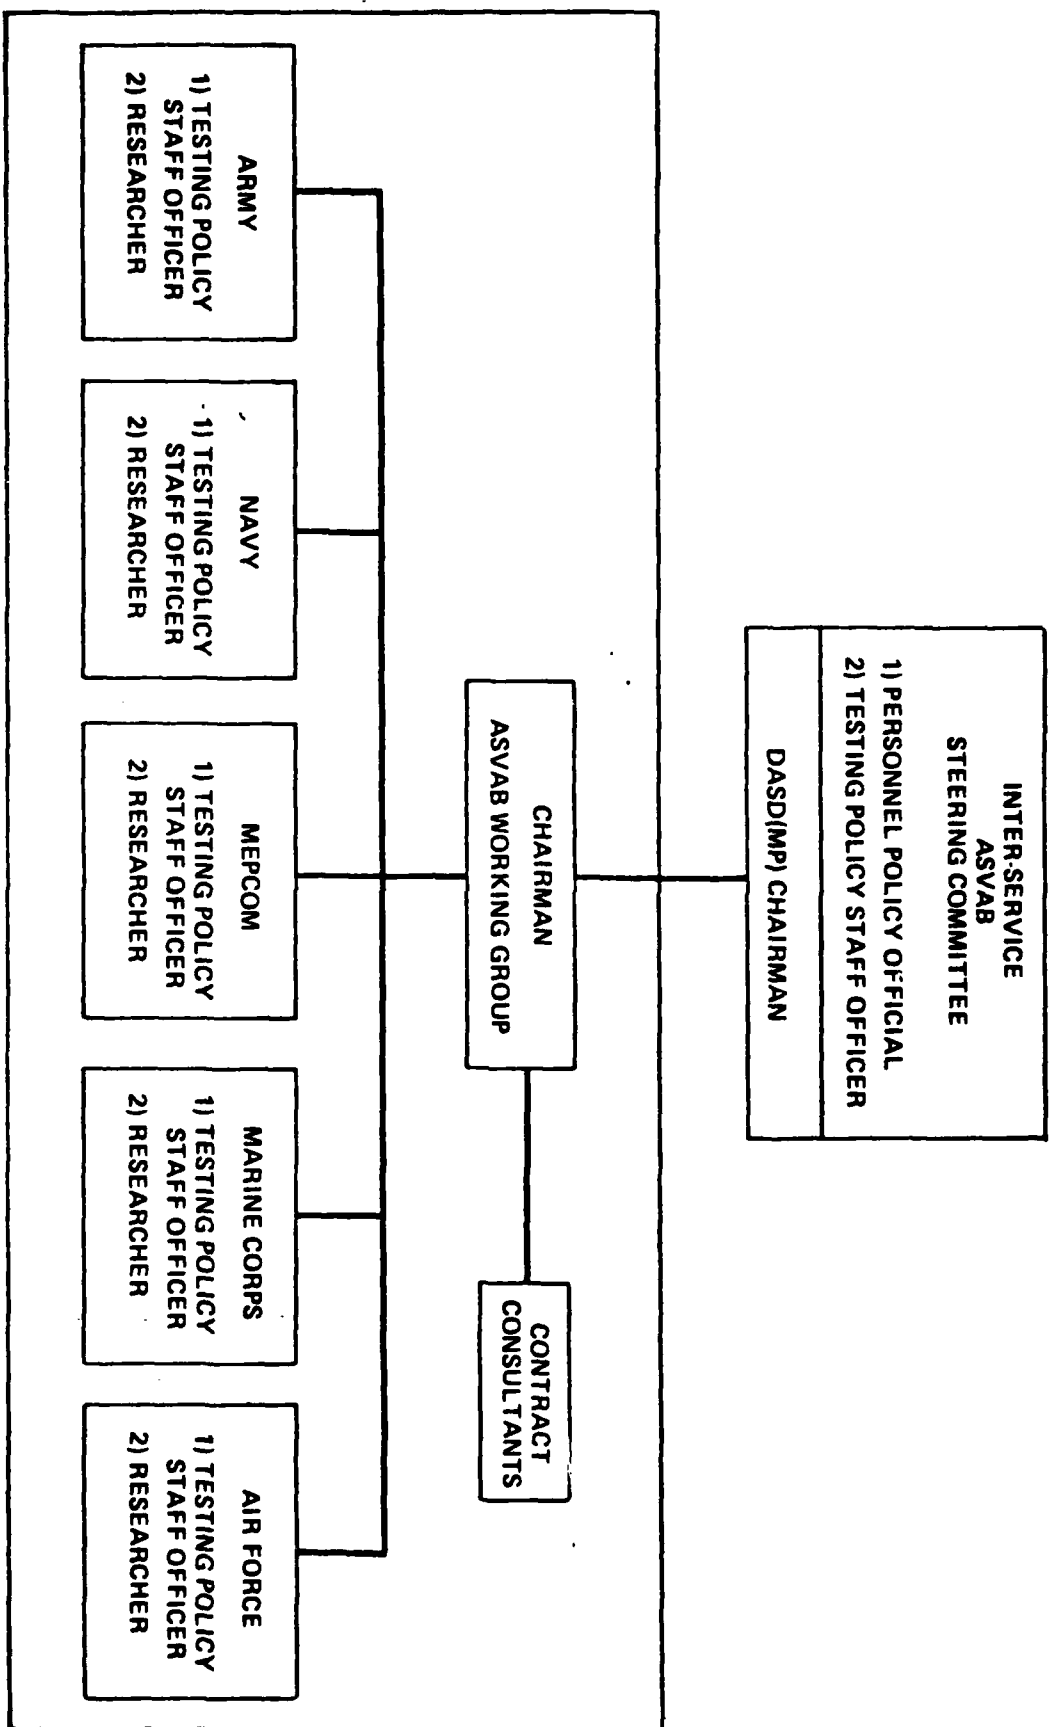 INTER-SERVICE
ASVAB
STEERING COMMITTEE
1) PERSONNEL POLICY OFFICIAL
2) TESTING POLICY STAFF OFFICER
DASD(MP) CHAIRMAN
CHAIRMAN
ASVAB WORKING GROUP
CONTRACT
CONSULTANTS
ARMY
1) TESTING POLICY
STAFF OFFICER
2) RESEARCHER
NAVY
1) TESTING POLICY
STAFF OFFICER
2) RESEARCHER
MEPCOM
1) TESTING POLICY
STAFF OFFICER
2) RESEARCHER
MARINE CORPS
1) TESTING POLICY
STAFF OFFICER
2) RESEARCHER
AIR FORCE
1) TESTING POLICY
STAFF OFFICER
2) RESEARCHER